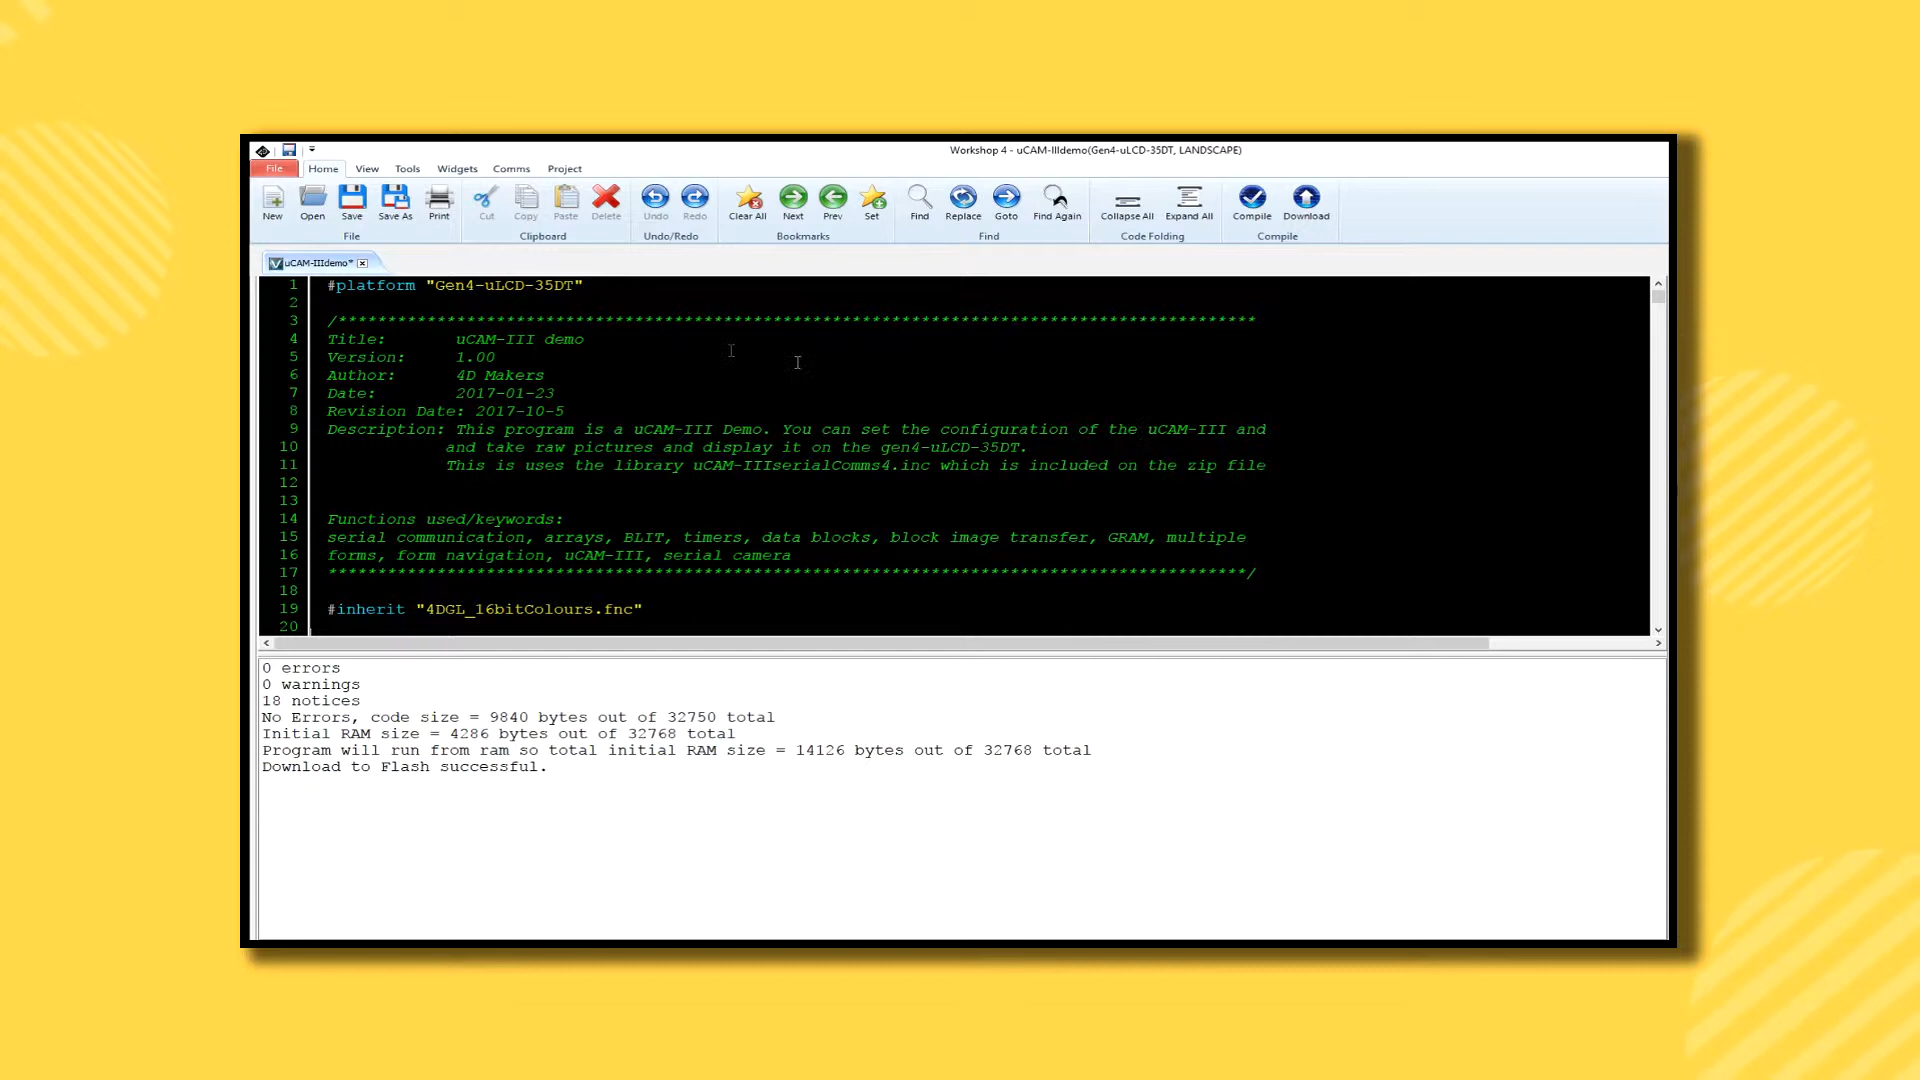 Workshop 4 - uCAM-IIIdemo(Gen4-uLCD-35DT, LANDSCAPE)
File Home View Tools Widgets Comms Project
New Open Save Save As Print Cut Copy Paste Delete Undo Redo Clear All Next Prev Set Find Replace Goto Find Again Collapse All Expand All Compile Download
File Clipboard Undo/Redo Bookmarks Find Code Folding Compile
uCAM-IIIdemo*
1 #platform "Gen4-uLCD-35DT"
2
3 /*********************************************************************************************
4 Title: uCAM-III demo
5 Version: 1.00
6 Author: 4D Makers
7 Date: 2017-01-23
8 Revision Date: 2017-10-5
9 Description: This program is a uCAM-III Demo. You can set the configuration of the uCAM-III and
10 and take raw pictures and display it on the gen4-uLCD-35DT.
11 This is uses the library uCAM-IIIserialComms4.inc which is included on the zip file
12
13
14 Functions used/keywords:
15 serial communication, arrays, BLIT, timers, data blocks, block image transfer, GRAM, multiple
16 forms, form navigation, uCAM-III, serial camera
17 *********************************************************************************************/
18
19 #inherit "4DGL_16bitColours.fnc"
20
0 errors
0 warnings
18 notices
No Errors, code size = 9840 bytes out of 32750 total
Initial RAM size = 4286 bytes out of 32768 total
Program will run from ram so total initial RAM size = 14126 bytes out of 32768 total
Download to Flash successful.